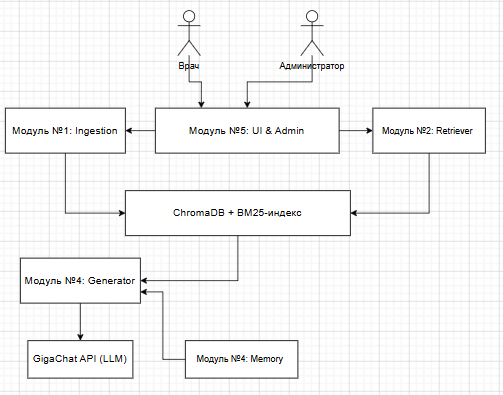 Врач
Администратор
Модуль №1: Ingestion
Модуль №5: UI & Admin
Модуль №2: Retriever
ChromaDB + BM25-индекс
Модуль №4: Generator
GigaChat API (LLM)
Модуль №4: Memory